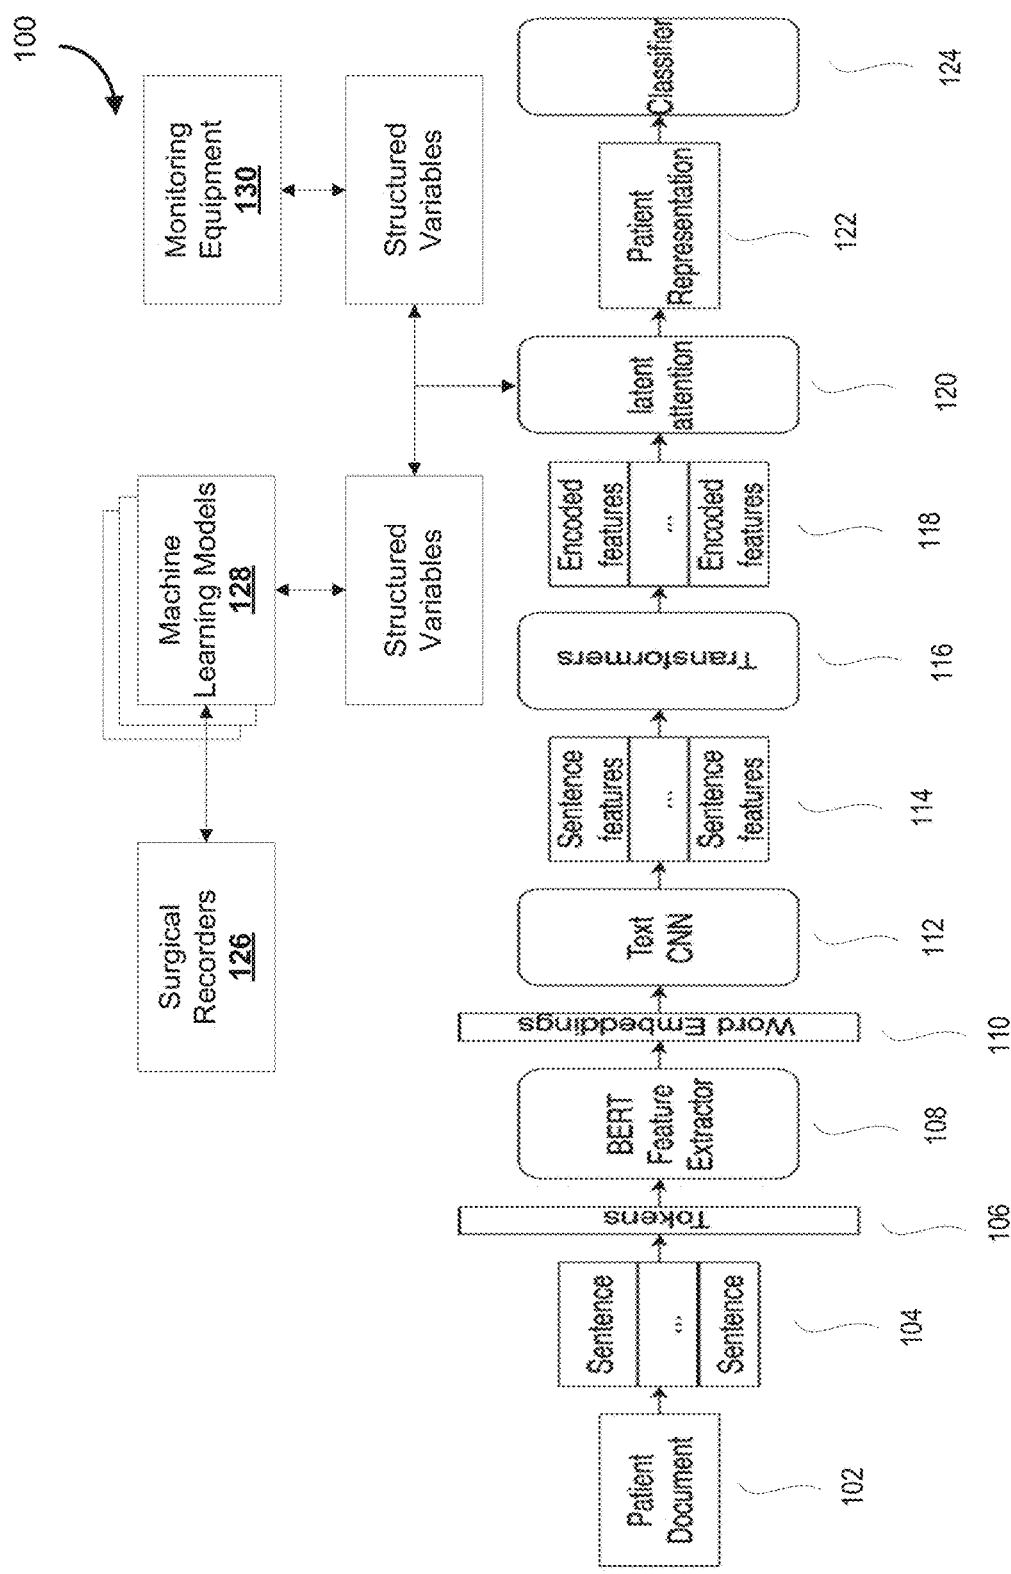 100
Surgical
Recorders
126
Machine
Learning Models
128
Monitoring
Equipment
130
Structured
Variables
Structured
Variables
Patient
Document
Sentence
...
Sentence
Tokens
BERT
Feature
Extractor
Word Embeddings
Text
CNN
Sentence
features
...
Sentence
features
Transformers
Encoded
features
...
Encoded
features
latent
attention
Patient
Representation
Classifier
102
104
106
108
110
112
114
116
118
120
122
124